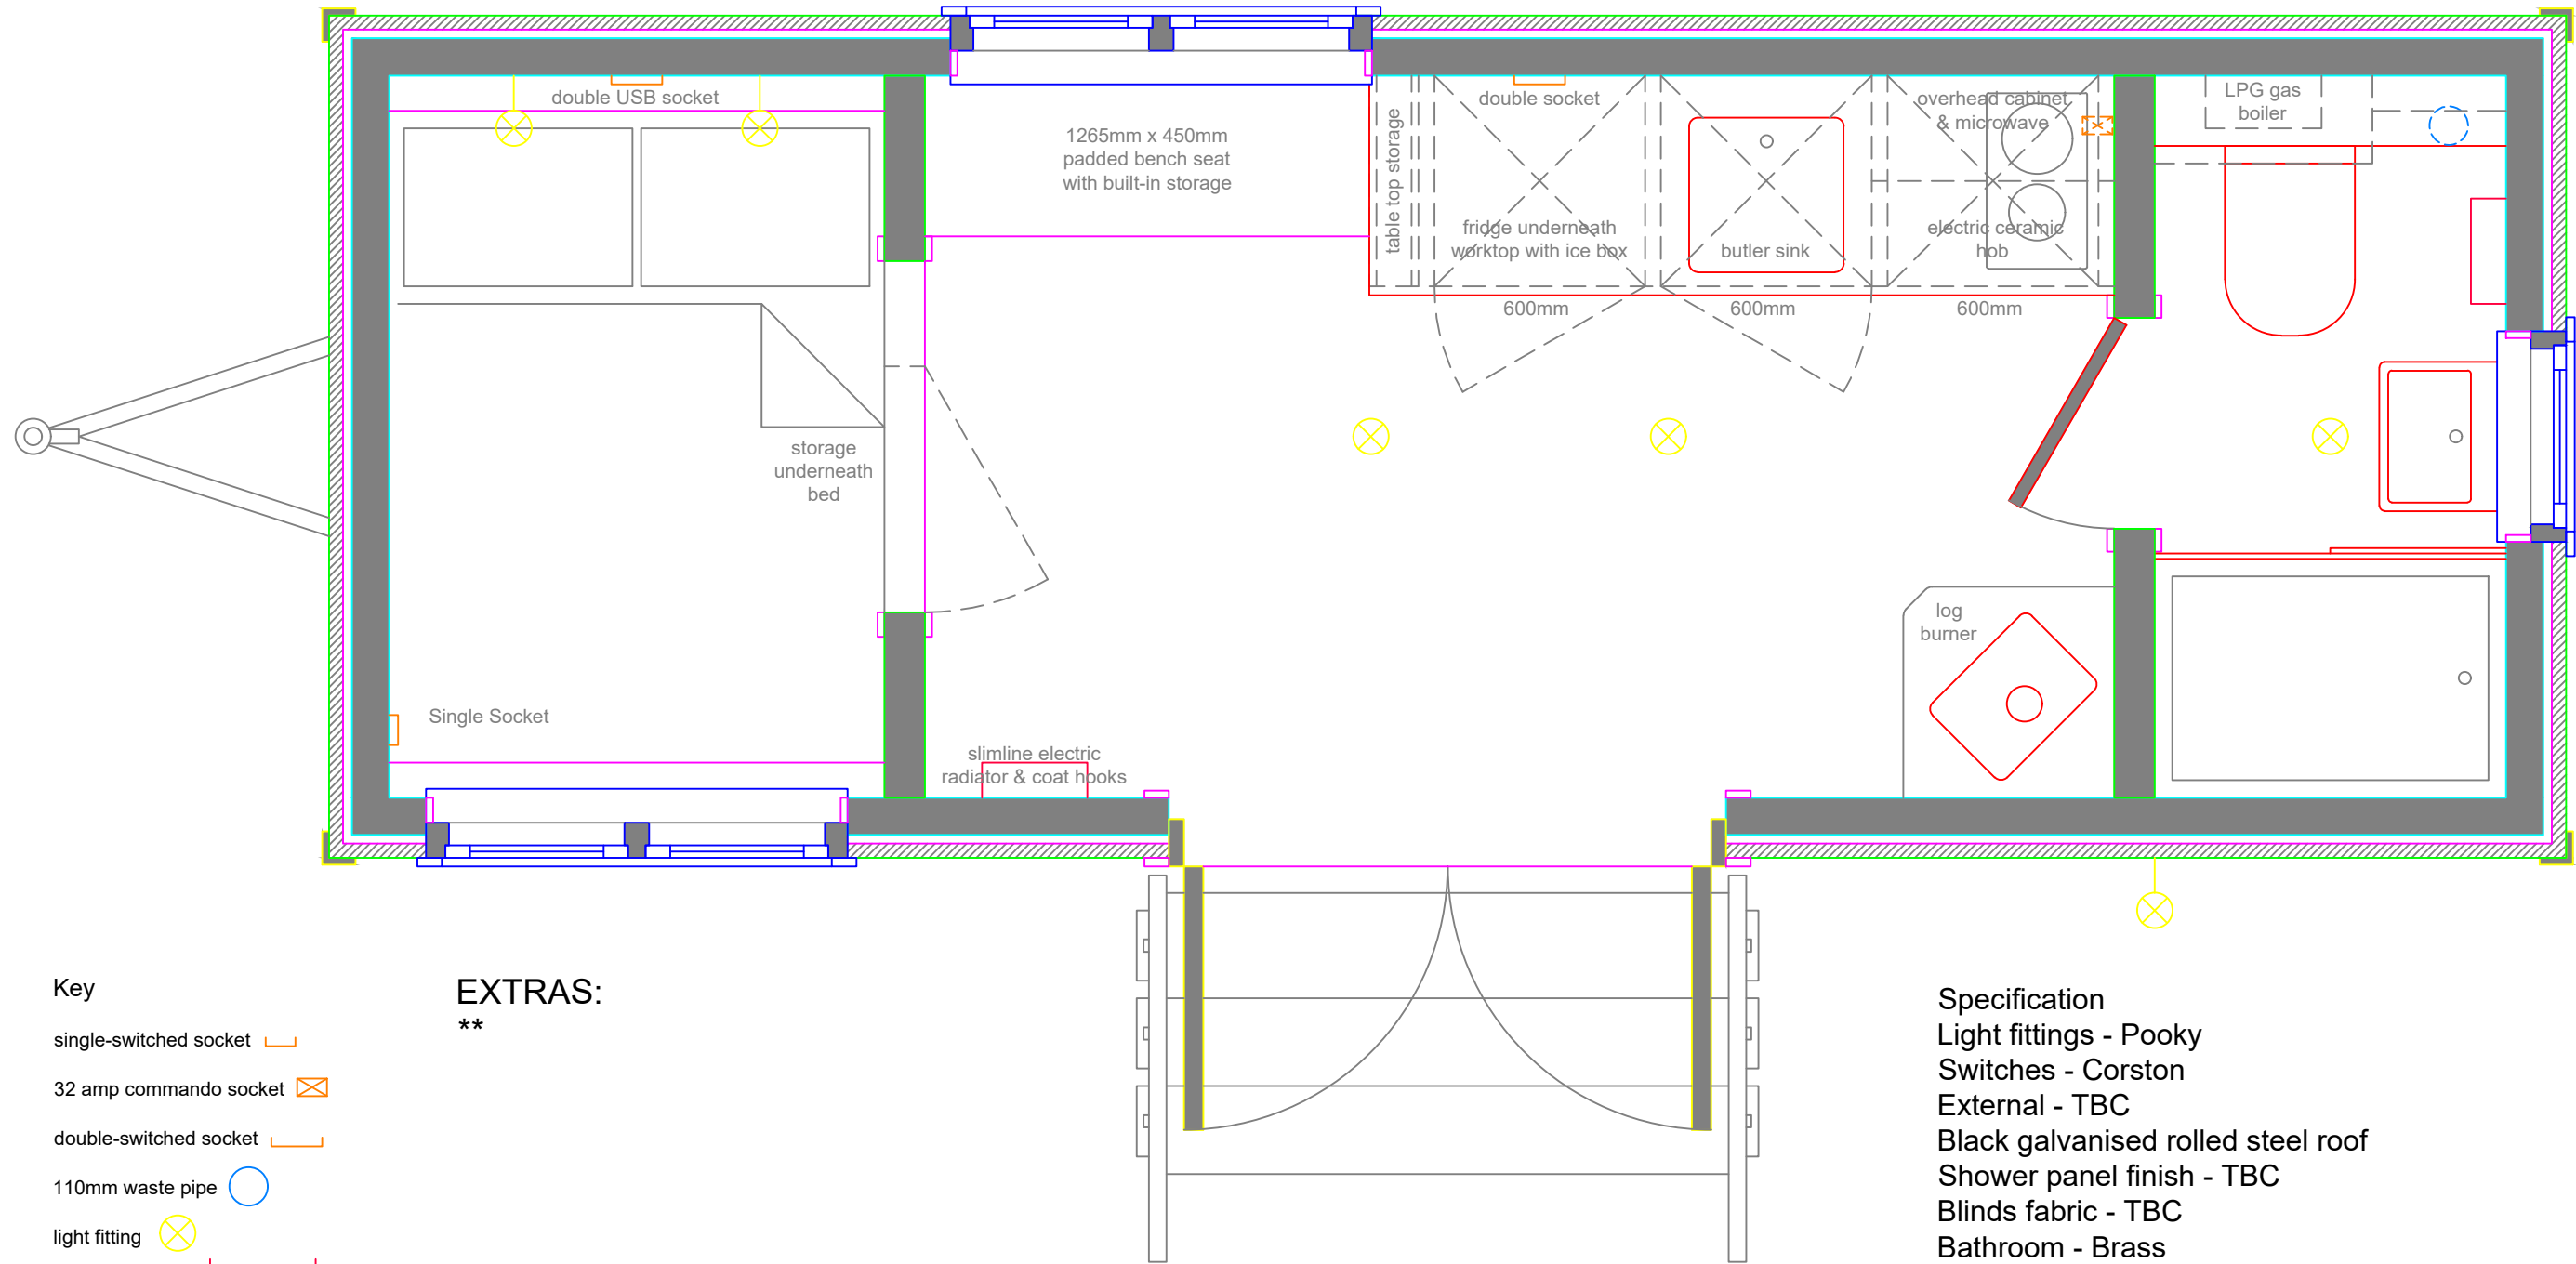 double USB socket
1265mm x 450mm
padded bench seat
with built-in storage
table top storage
double socket
fridge underneath
worktop with ice box
600mm
butler sink
600mm
overhead cabinet
& microwave
electric ceramic
hob
600mm
LPG gas
boiler
storage
underneath
bed
Single Socket
slimline electric
radiator & coat hooks
log
burner
Key
single-switched socket
32 amp commando socket
double-switched socket
110mm waste pipe
light fitting
EXTRAS:
**
Specification
Light fittings - Pooky
Switches - Corston
External - TBC
Black galvanised rolled steel roof
Shower panel finish - TBC
Blinds fabric - TBC
Bathroom - Brass